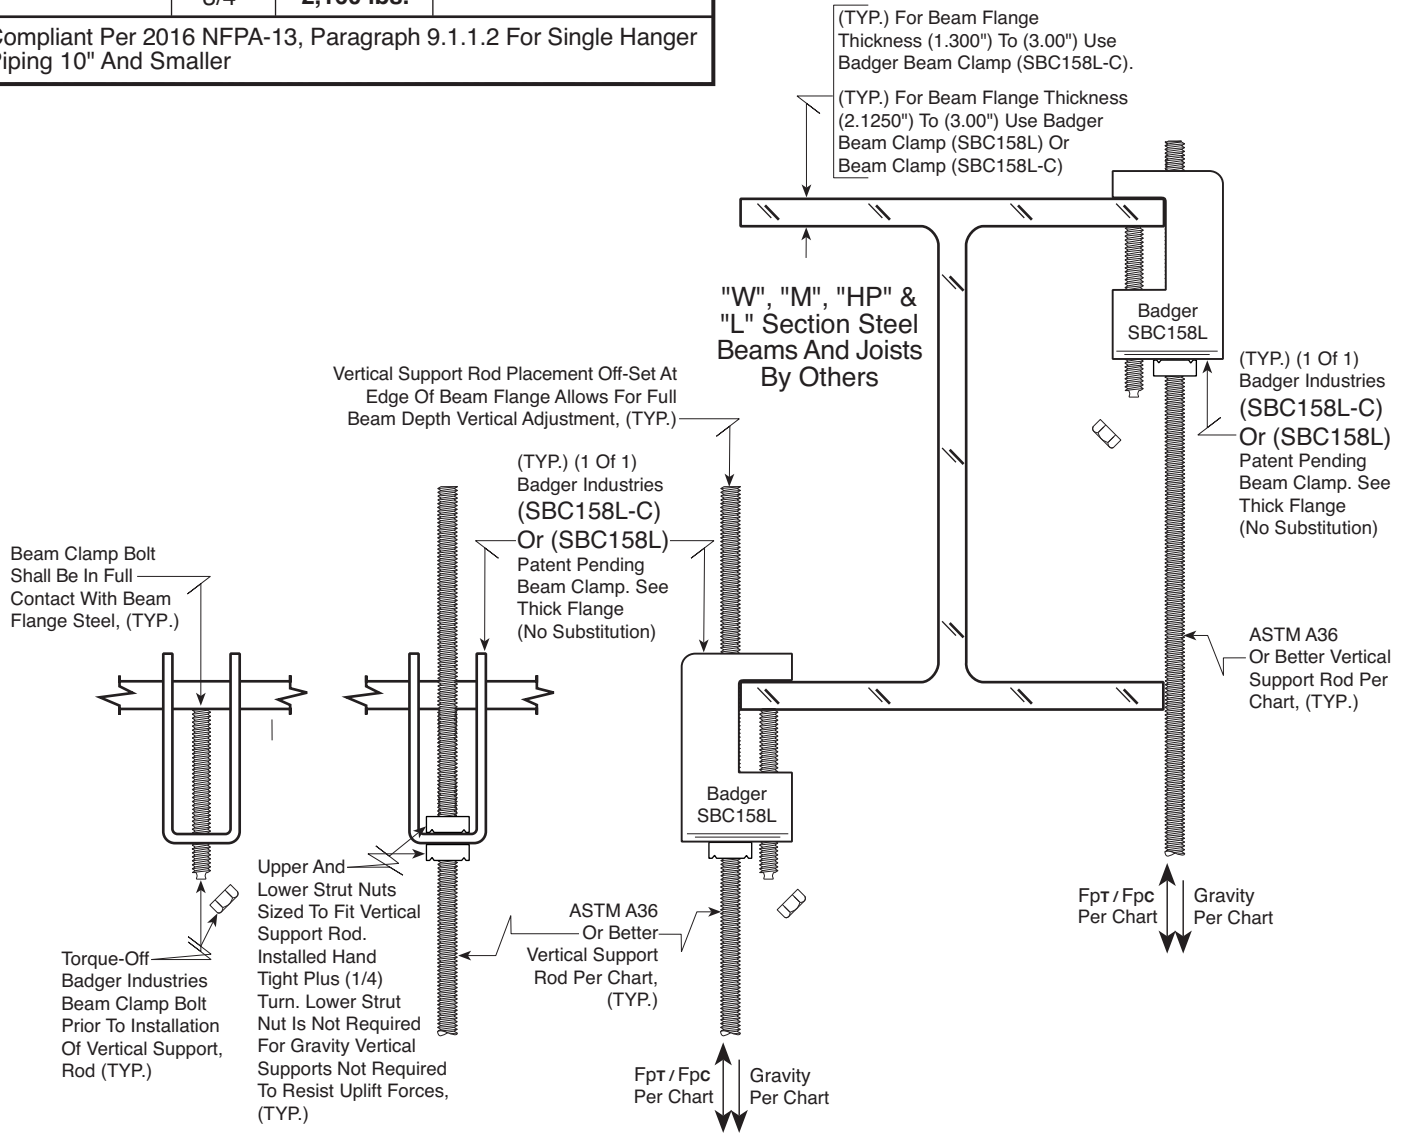 3/4"
2,160 lbs.
Compliant Per 2016 NFPA-13, Paragraph 9.1.1.2 For Single Hanger
Piping 10" And Smaller
(TYP.) For Beam Flange
Thickness (1.300") To (3.00") Use
Badger Beam Clamp (SBC158L-C).
(TYP.) For Beam Flange Thickness
(2.1250") To (3.00") Use Badger
Beam Clamp (SBC158L) Or
Beam Clamp (SBC158L-C)
"W", "M", "HP" &
"L" Section Steel
Beams And Joists
By Others
Badger
SBC158L
(TYP.) (1 Of 1)
Badger Industries
(SBC158L-C)
Or (SBC158L)
Patent Pending
Beam Clamp. See
Thick Flange
(No Substitution)
Vertical Support Rod Placement Off-Set At
Edge Of Beam Flange Allows For Full
Beam Depth Vertical Adjustment, (TYP.)
(TYP.) (1 Of 1)
Badger Industries
(SBC158L-C)
Or (SBC158L)
Patent Pending
Beam Clamp. See
Thick Flange
(No Substitution)
Beam Clamp Bolt
Shall Be In Full
Contact With Beam
Flange Steel, (TYP.)
ASTM A36
Or Better Vertical
Support Rod Per
Chart, (TYP.)
Badger
SBC158L
Upper And
Lower Strut Nuts
Sized To Fit Vertical
Support Rod.
Installed Hand
Tight Plus (1/4)
Turn. Lower Strut
Nut Is Not Required
For Gravity Vertical
Supports Not Required
To Resist Uplift Forces,
(TYP.)
Torque-Off
Badger Industries
Beam Clamp Bolt
Prior To Installation
Of Vertical Support,
Rod (TYP.)
ASTM A36
Or Better
Vertical Support
Rod Per Chart,
(TYP.)
FpT / FpC
Per Chart
Gravity
Per Chart
FpT / FpC
Per Chart
Gravity
Per Chart